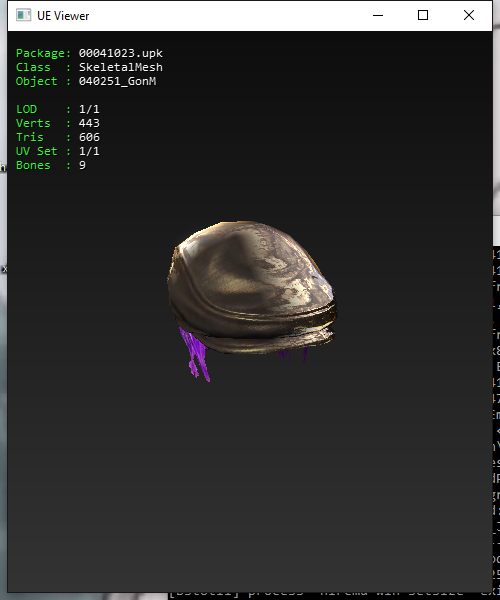 UE Viewer
Package: 00041023.upk
Class : SkeletalMesh
Object : 040251_GonM
LOD : 1/1
Verts : 443
Tris : 606
UV Set : 1/1
Bones : 9